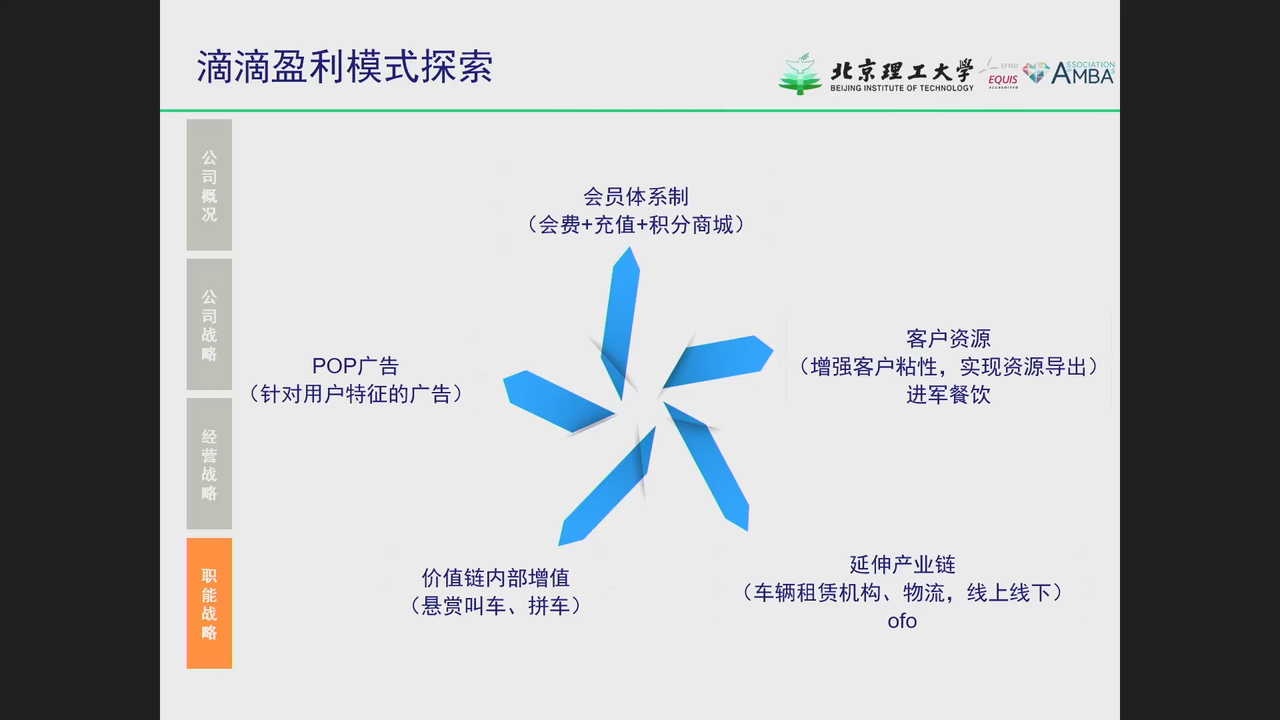 滴滴盈利模式探索
北京理工大学
BEIJING INSTITUTE OF TECHNOLOGY
EFMD
EQUIS
ACCREDITED
ASSOCIATION
AMBAS
公司概况
公司战略
经营战略
职能战略
会员体系制
（会费+充值+积分商城）
客户资源
（增强客户粘性，实现资源导出）
进军餐饮
POP广告
（针对用户特征的广告）
价值链内部增值
（悬赏叫车、拼车）
延伸产业链
（车辆租赁机构、物流，线上线下）
ofo